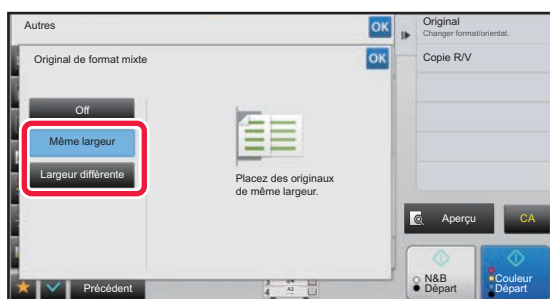 Autres
OK
Original
Changer format/orientat.
Original de format mixte
OK
Copie R/V
Off
Même largeur
Largeur différente
Placez des originaux
de même largeur.
Aperçu
CA
Précédent
N&B
Départ
Couleur
Départ